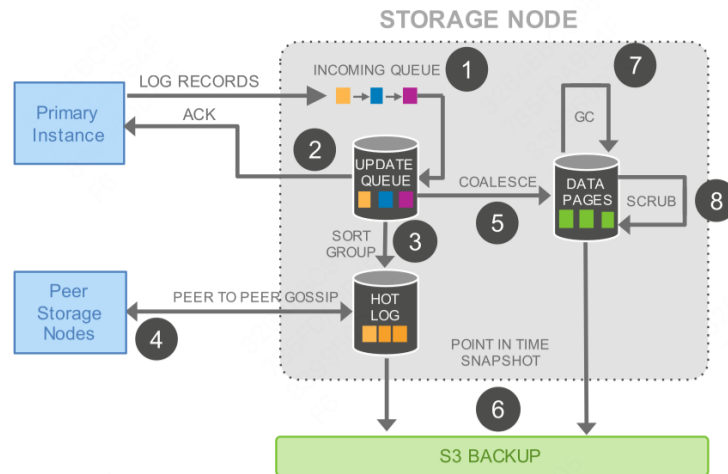 STORAGE NODE
LOG RECORDS
INCOMING QUEUE
1
7
Primary
Instance
ACK
GC
2
UPDATE
QUEUE
COALESCE
DATA
PAGES
SCRUB
8
5
SORT
GROUP
3
Peer
Storage
Nodes
PEER TO PEER GOSSIP
HOT
LOG
4
POINT IN TIME
SNAPSHOT
6
S3 BACKUP